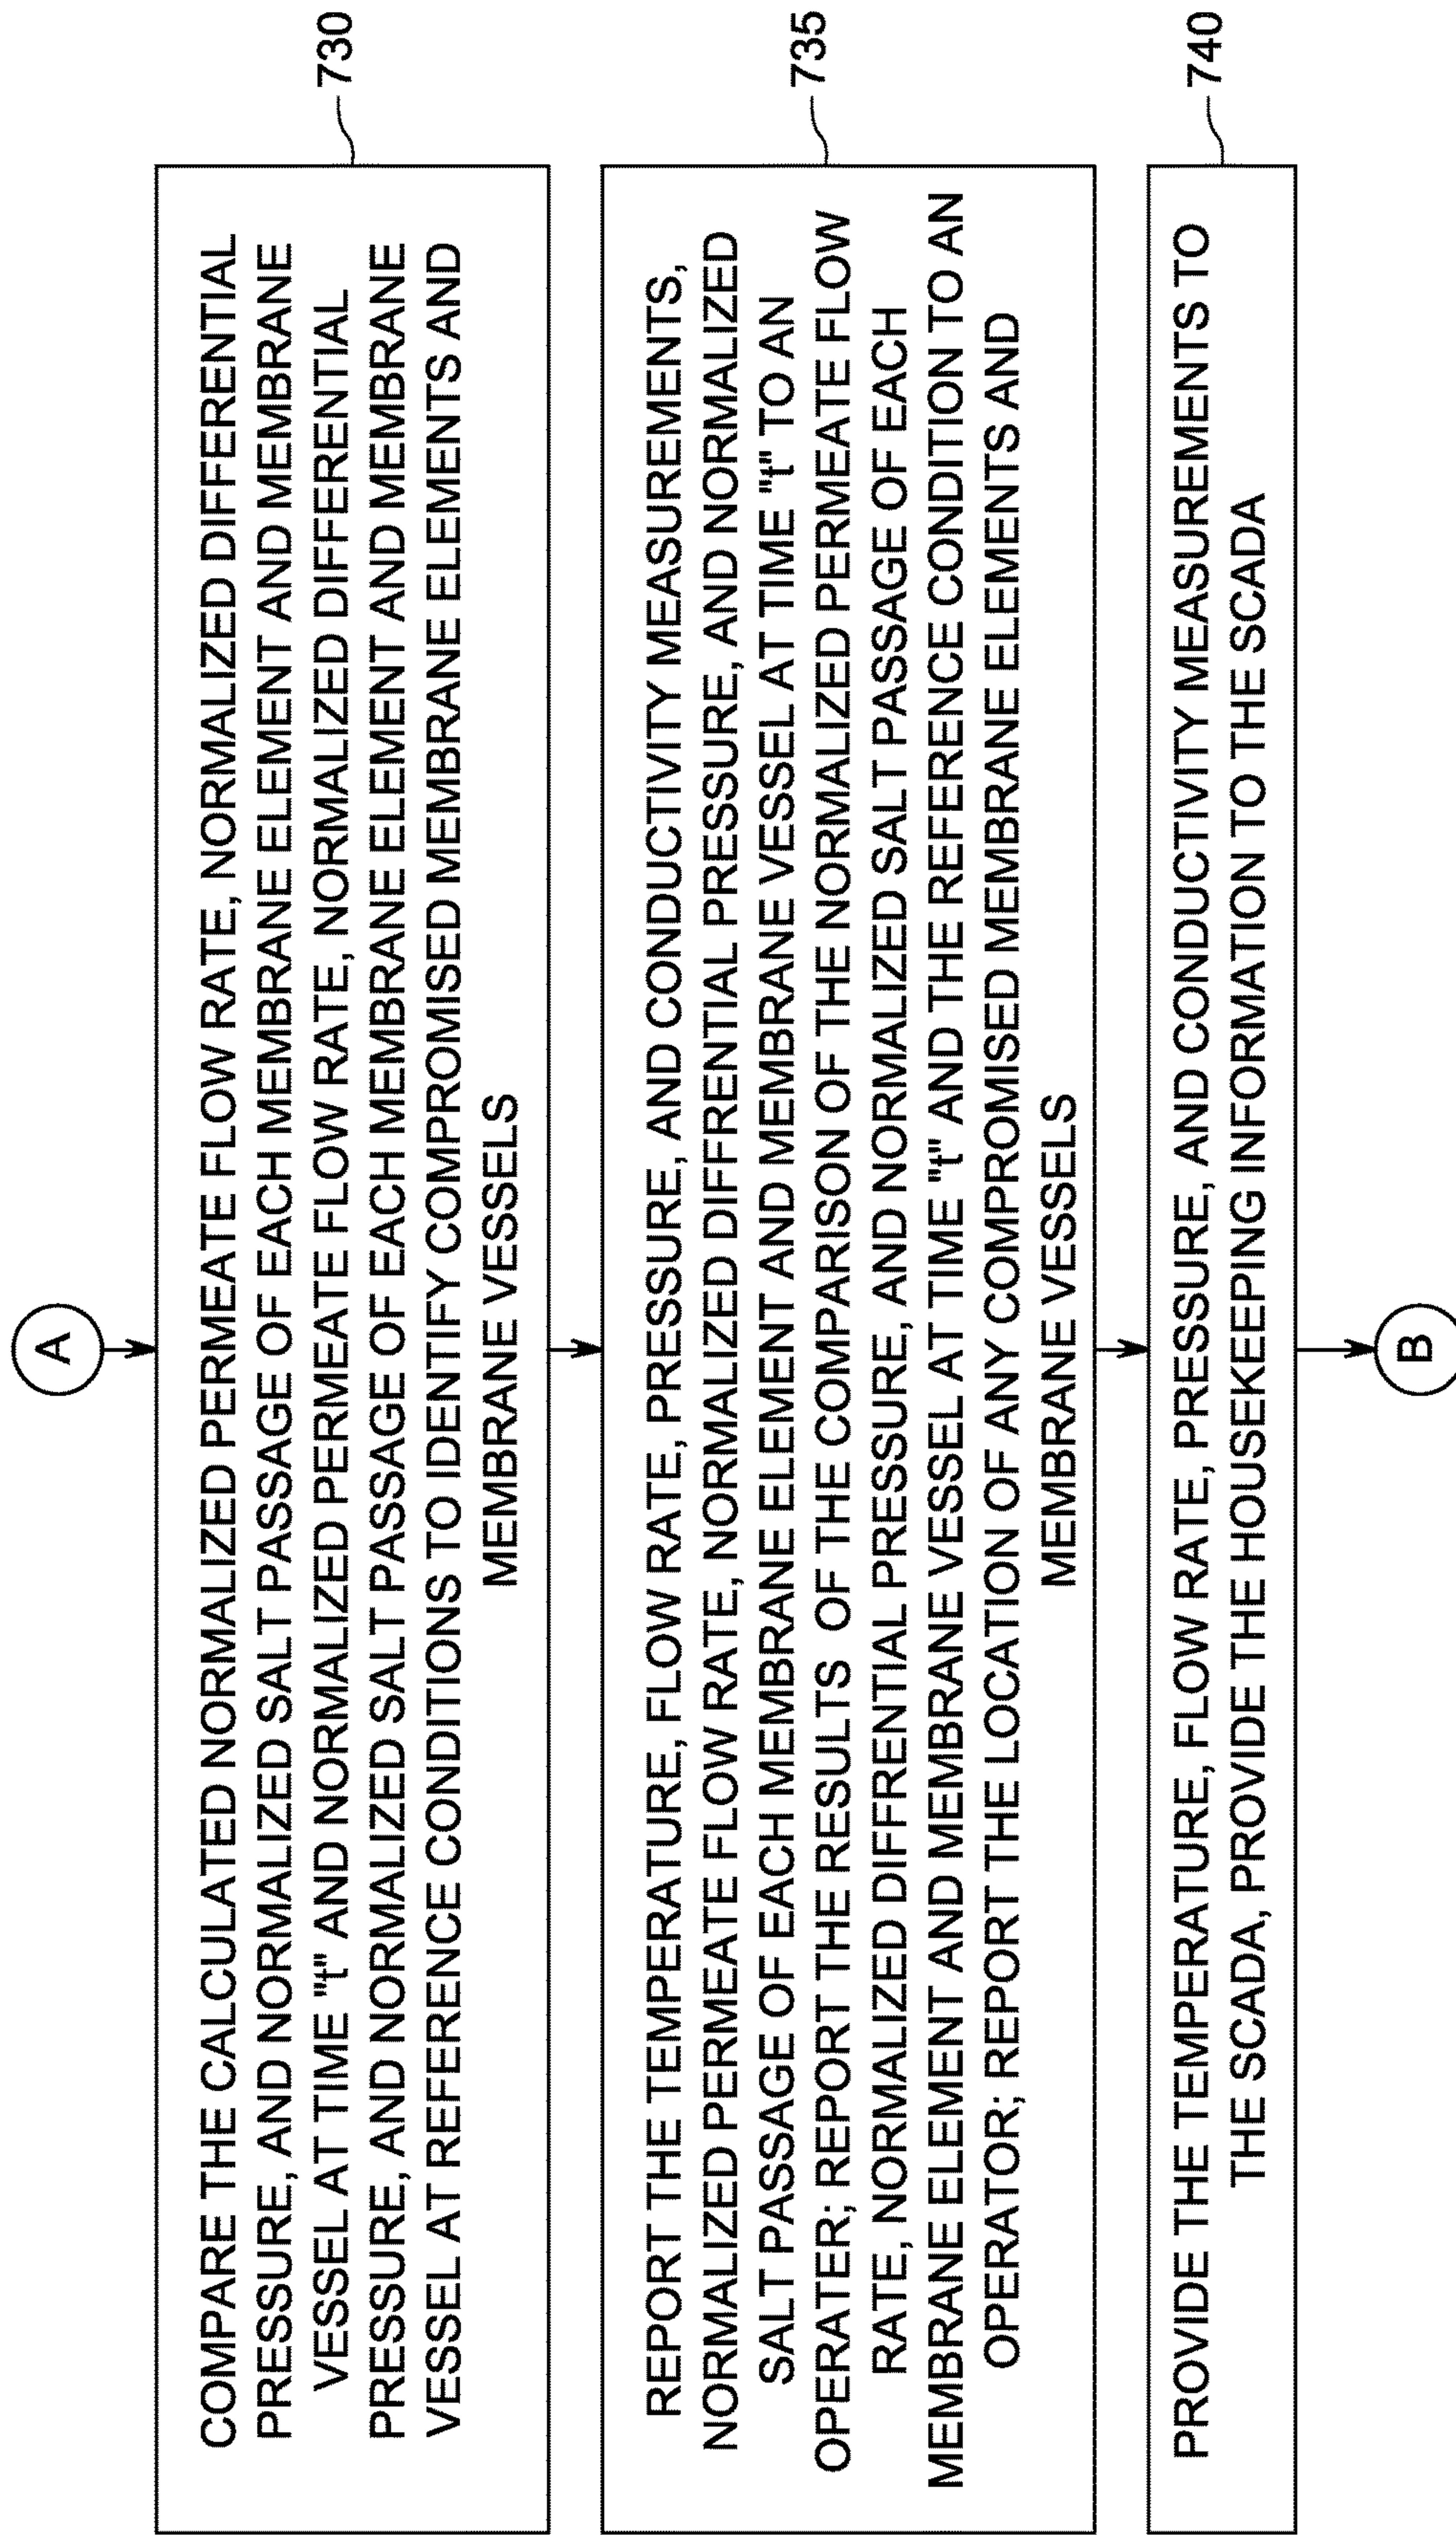 A
COMPARE THE CALCULATED NORMALIZED PERMEATE FLOW RATE, NORMALIZED DIFFERENTIAL
PRESSURE, AND NORMALIZED SALT PASSAGE OF EACH MEMBRANE ELEMENT AND MEMBRANE
VESSEL AT TIME "t" AND NORMALIZED PERMEATE FLOW RATE, NORMALIZED DIFFERENTIAL
PRESSURE, AND NORMALIZED SALT PASSAGE OF EACH MEMBRANE ELEMENT AND MEMBRANE
VESSEL AT REFERENCE CONDITIONS TO IDENTIFY COMPROMISED MEMBRANE ELEMENTS AND
MEMBRANE VESSELS
730
REPORT THE TEMPERATURE, FLOW RATE, PRESSURE, AND CONDUCTIVITY MEASUREMENTS,
NORMALIZED PERMEATE FLOW RATE, NORMALIZED DIFFRENTIAL PRESSURE, AND NORMALIZED
SALT PASSAGE OF EACH MEMBRANE ELEMENT AND MEMBRANE VESSEL AT TIME "t" TO AN
OPERATER; REPORT THE RESULTS OF THE COMPARISON OF THE NORMALIZED PERMEATE FLOW
RATE, NORMALIZED DIFFRENTIAL PRESSURE, AND NORMALIZED SALT PASSAGE OF EACH
MEMBRANE ELEMENT AND MEMBRANE VESSEL AT TIME "t" AND THE REFERENCE CONDITION TO AN
OPERATOR; REPORT THE LOCATION OF ANY COMPROMISED MEMBRANE ELEMENTS AND
MEMBRANE VESSELS
735
PROVIDE THE TEMPERATURE, FLOW RATE, PRESSURE, AND CONDUCTIVITY MEASUREMENTS TO
THE SCADA, PROVIDE THE HOUSEKEEPING INFORMATION TO THE SCADA
740
B